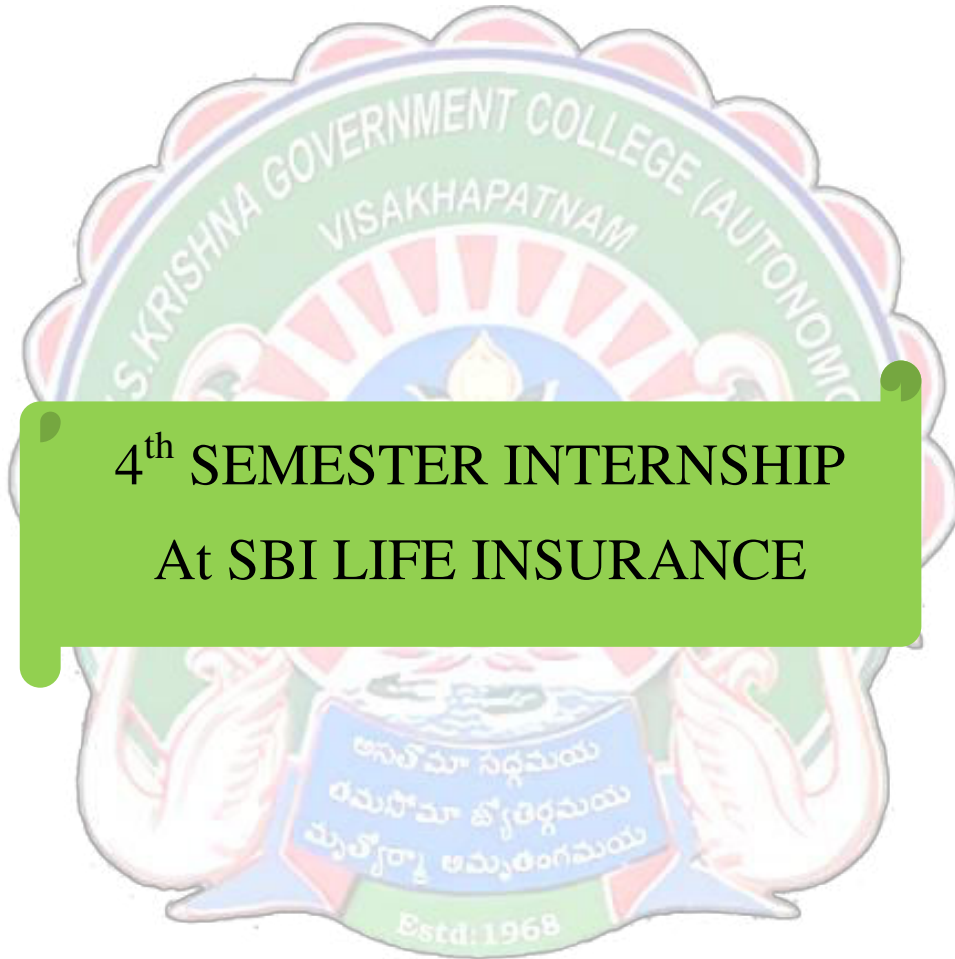 S.KRISHNA GOVERNMENT COLLEGE (AUTONOMO
VISAKHAPATNAM
4th SEMESTER INTERNSHIP
At SBI LIFE INSURANCE
అసతోమా సద్గమయ
తమసోమా జ్యోతిర్గమయ
మృత్యోర్మా అమృతంగమయ
Estd:1968